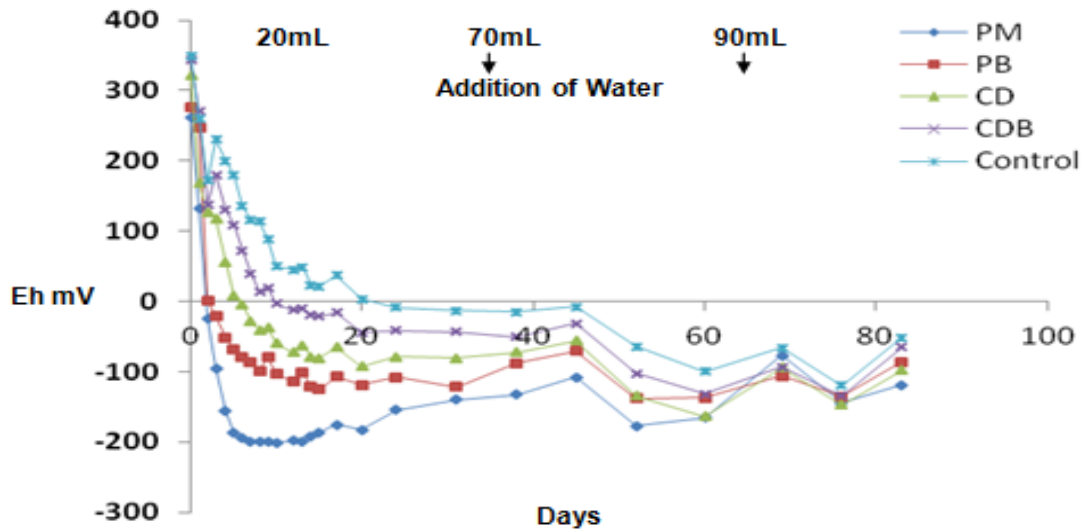 400
300
200
100
0
-100
-200
-300
Eh mV
20mL 70mL 90mL
Addition of Water
PM
PB
CD
CDB
Control
0 20 40 60 80 100
Days